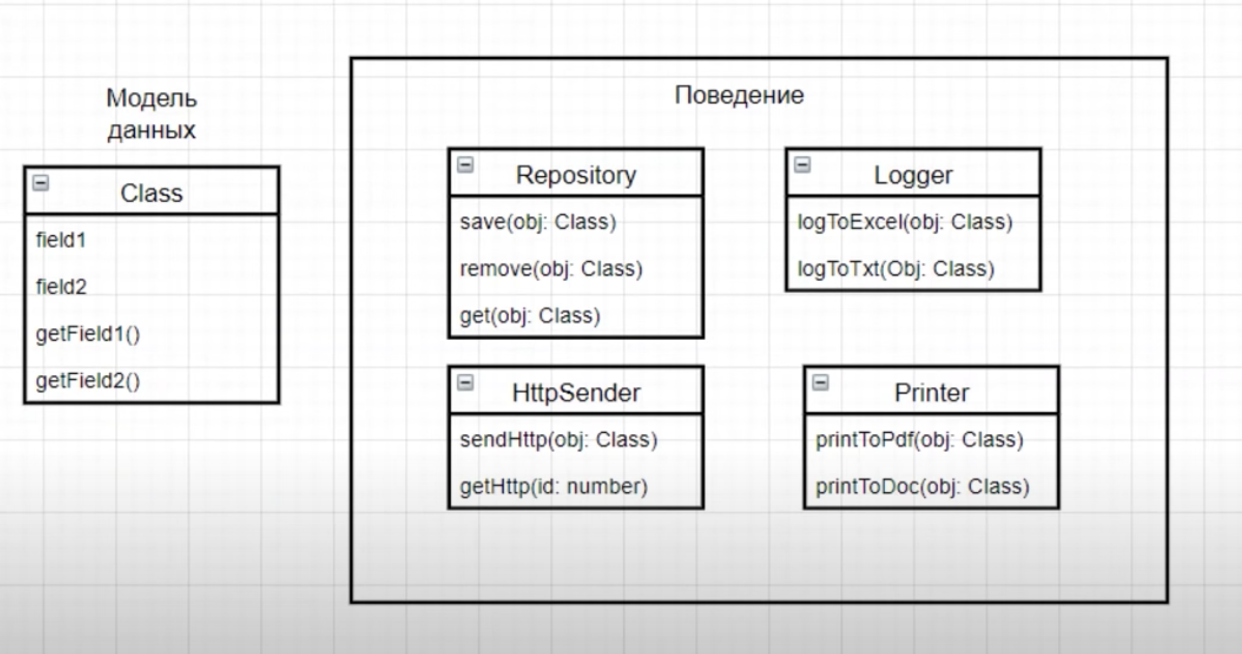 Модель
данных
Class
field1
field2
getField1()
getField2()
Поведение
Repository
save(obj: Class)
remove(obj: Class)
get(obj: Class)
Logger
logToExcel(obj: Class)
logToTxt(Obj: Class)
HttpSender
sendHttp(obj: Class)
getHttp(id: number)
Printer
printToPdf(obj: Class)
printToDoc(obj: Class)